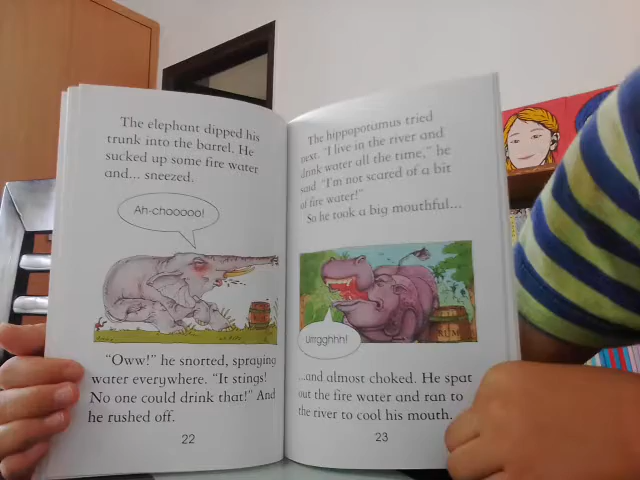 The elephant dipped his
trunk into the barrel. He
sucked up some fire water
and... sneezed.
Ah-chooooo!
"Oww!" he snorted, spraying
water everywhere. "It stings!
No one could drink that!" And
he rushed off.
22
The hippopotamus tried
next. "I live in the river and
drink water all the time," he
said. "I'm not scared of a bit
of fire water!"
So he took a big mouthful...
Urrgghhh!
RUM
...and almost choked. He spat
out the fire water and ran to
the river to cool his mouth.
23